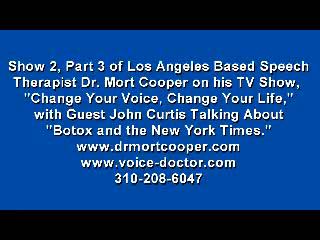 Show 2, Part 3 of Los Angeles Based Speech
Therapist Dr. Mort Cooper on his TV Show,
"Change Your Voice, Change Your Life,"
with Guest John Curtis Talking About
"Botox and the New York Times."
www.drmortcooper.com
www.voice-doctor.com
310-208-6047